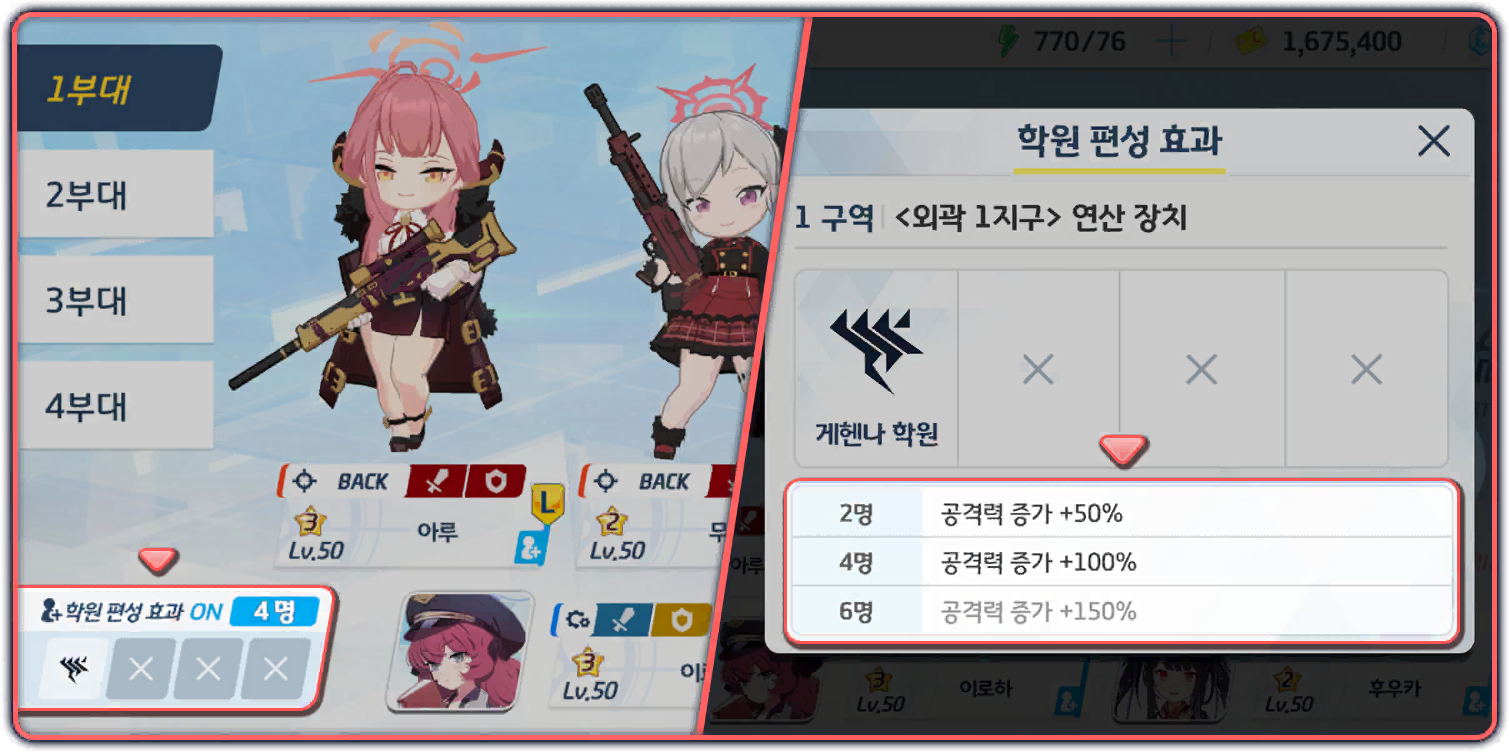 1부대
2부대
3부대
4부대
BACK
3
Lv.50
아루
L
BACK
2
Lv.50
학원 편성 효과 ON 4명
3
Lv.50
770/76
1,675,400
학원 편성 효과
1 구역 <외곽 1지구> 연산 장치
게헨나 학원
2명 공격력 증가 +50%
4명 공격력 증가 +100%
6명 공격력 증가 +150%
아루
3
Lv.50
이로하
2
Lv.50
후우카